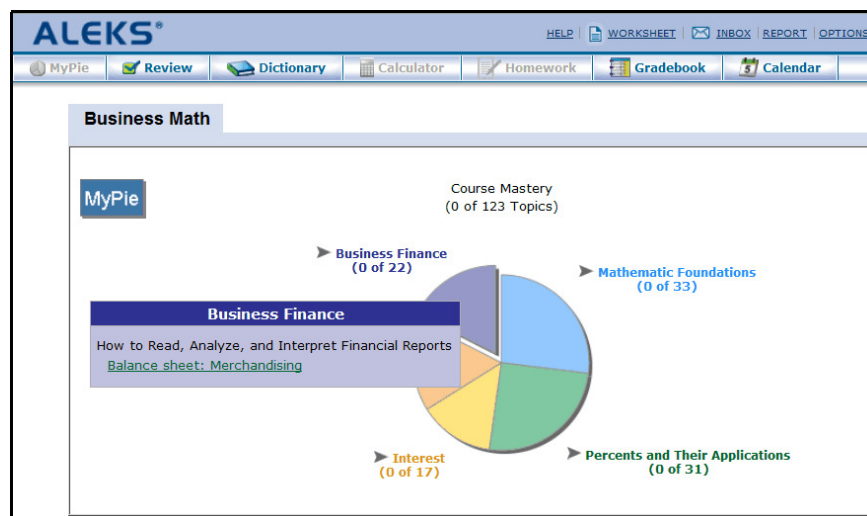 ALEKS®
HELP | WORKSHEET | INBOX | REPORT | OPTIONS
MyPie Review Dictionary Calculator Homework Gradebook 5 Calendar
Business Math
MyPie
Course Mastery
(0 of 123 Topics)
Business Finance
(0 of 22)
Mathematic Foundations
(0 of 33)
Business Finance
How to Read, Analyze, and Interpret Financial Reports
Balance sheet: Merchandising
Interest
(0 of 17)
Percents and Their Applications
(0 of 31)